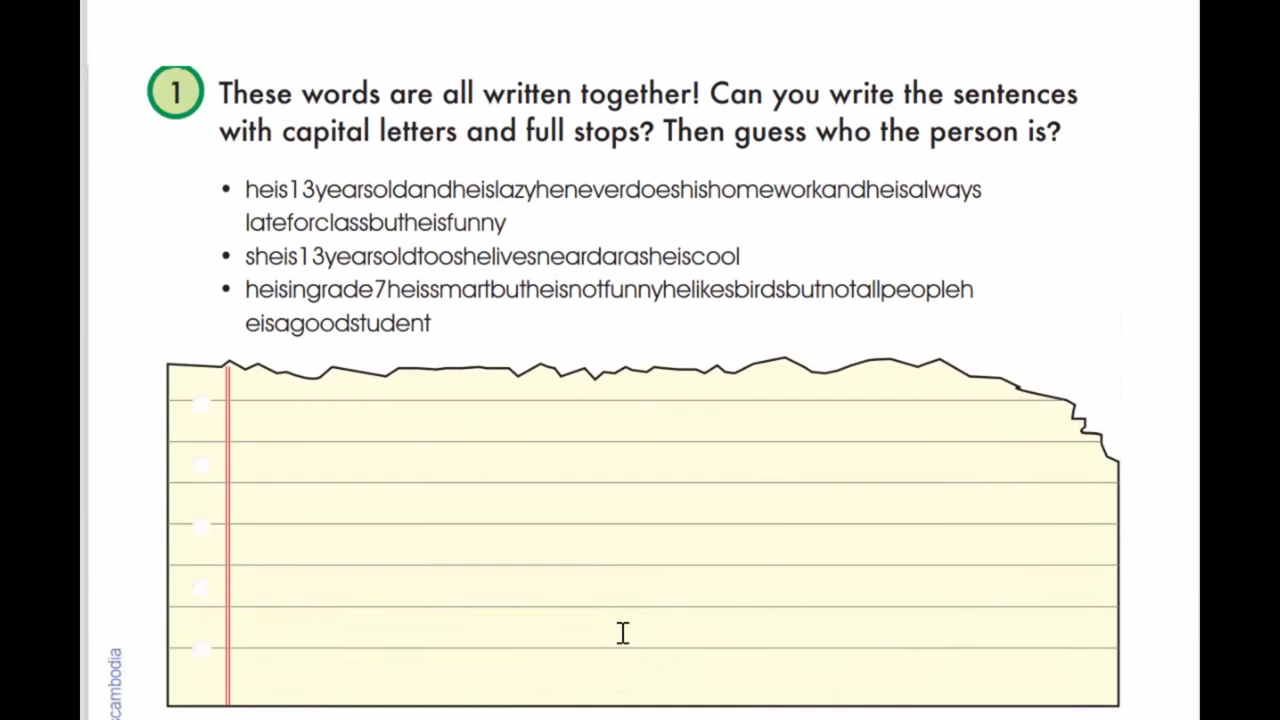 1 These words are all written together! Can you write the sentences
with capital letters and full stops? Then guess who the person is?
• heis13yearsoldandheislazyheneverdoeshishomeworkandheisalways
lateforclassbutheisfunny
• sheis13yearsoldtooshelivesneardarasheiscool
• heisingrade7heissmartbutheisnotfunnyhelikesbirdsbutnotallpeopleh
eisagoodstudent